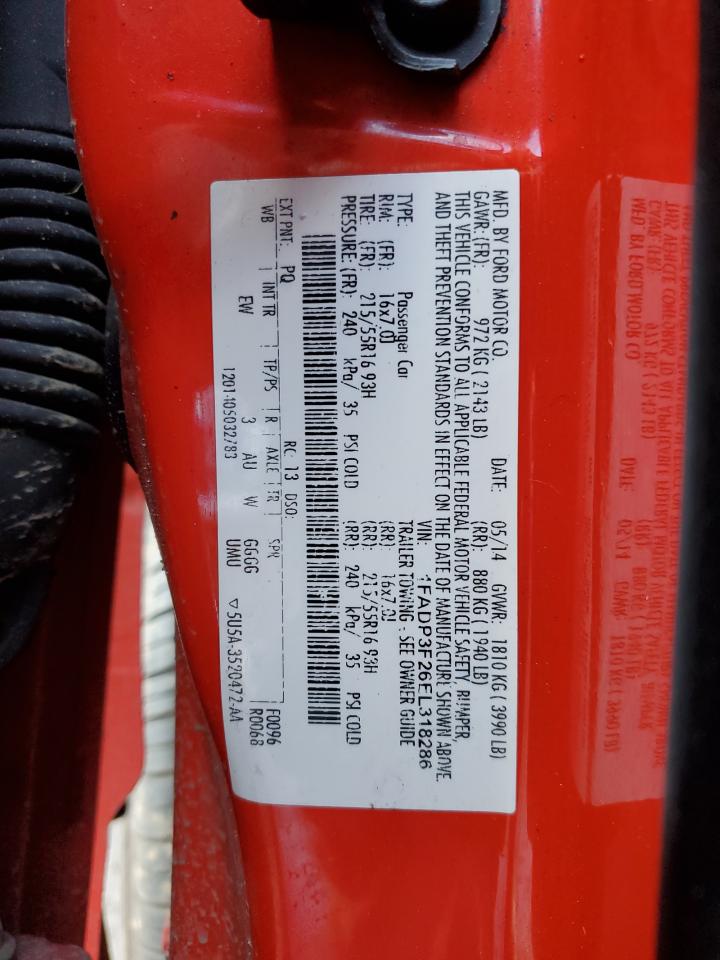 MFD. BY FORD MOTOR CO. DATE: 05/14 GVWR: 1810 KG ( 3990 LB)
GAWR: (FR): 972 KG ( 2143 LB) (RR): 880 KG ( 1940 LB)
THIS VEHICLE CONFORMS TO ALL APPLICABLE FEDERAL MOTOR VEHICLE SAFETY, BUMPER,
AND THEFT PREVENTION STANDARDS IN EFFECT ON THE DATE OF MANUFACTURE SHOWN ABOVE.
VIN: 1FADP3F26EL318286
TYPE: Passenger Car TRAILER TOWING - SEE OWNER GUIDE
RIM: (FR): 16x7.0J (RR): 16x7.0J
TIRE: (FR): 215/55R16 93H (RR): 215/55R16 93H
PRESSURE: (FR): 240 kPa/ 35 PSI COLD (RR): 240 kPa/ 35 PSI COLD
EXT PNT: PQ RC: 13 DSO: F0096
WB INT TR TP/PS R AXLE TR SPR R0068
EW 3 AU W GGGG
1201405032783 UMU ▽5U5A-3520472-AA